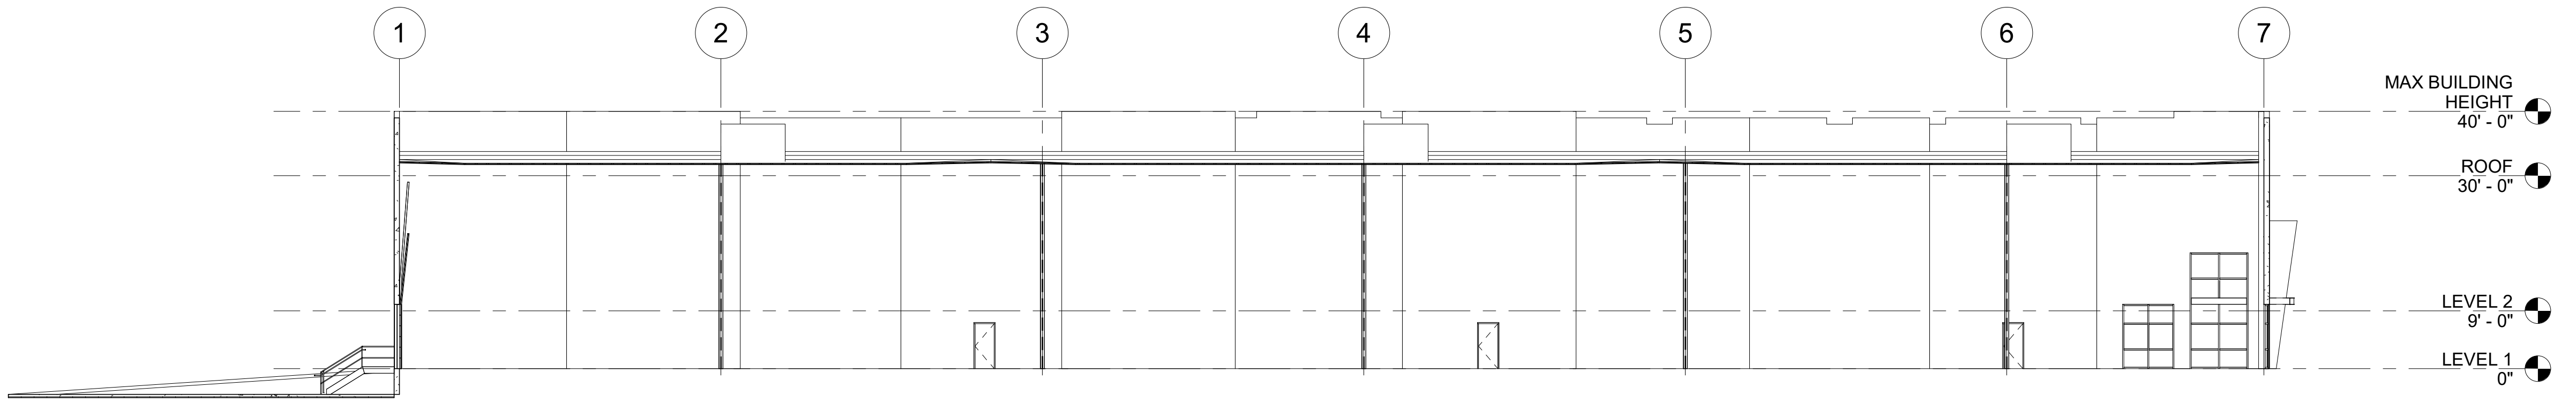 1
2
3
4
5
6
7
MAX BUILDING
HEIGHT
40' - 0"
ROOF
30' - 0"
LEVEL 2
9' - 0"
LEVEL 1
0"